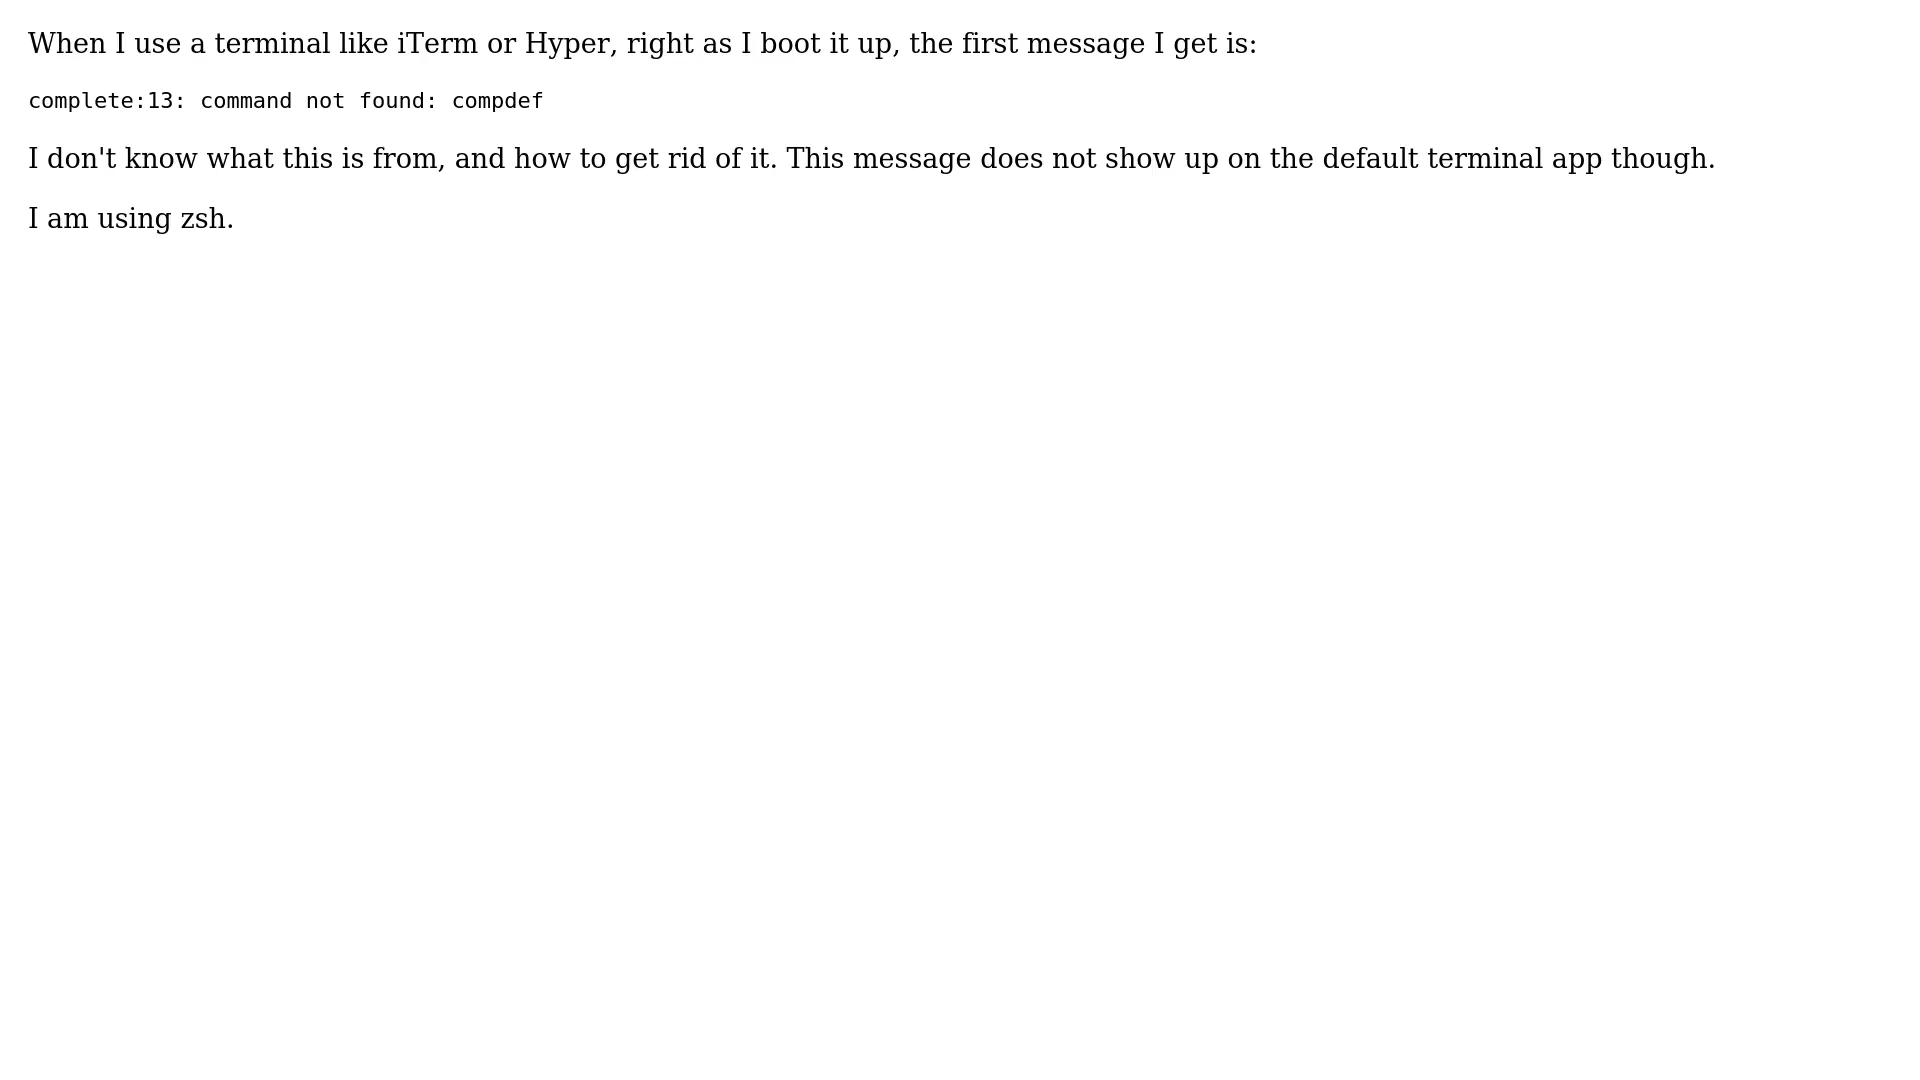 When I use a terminal like iTerm or Hyper, right as I boot it up, the first message I get is:
complete:13: command not found: compdef
I don't know what this is from, and how to get rid of it. This message does not show up on the default terminal app though.
I am using zsh.